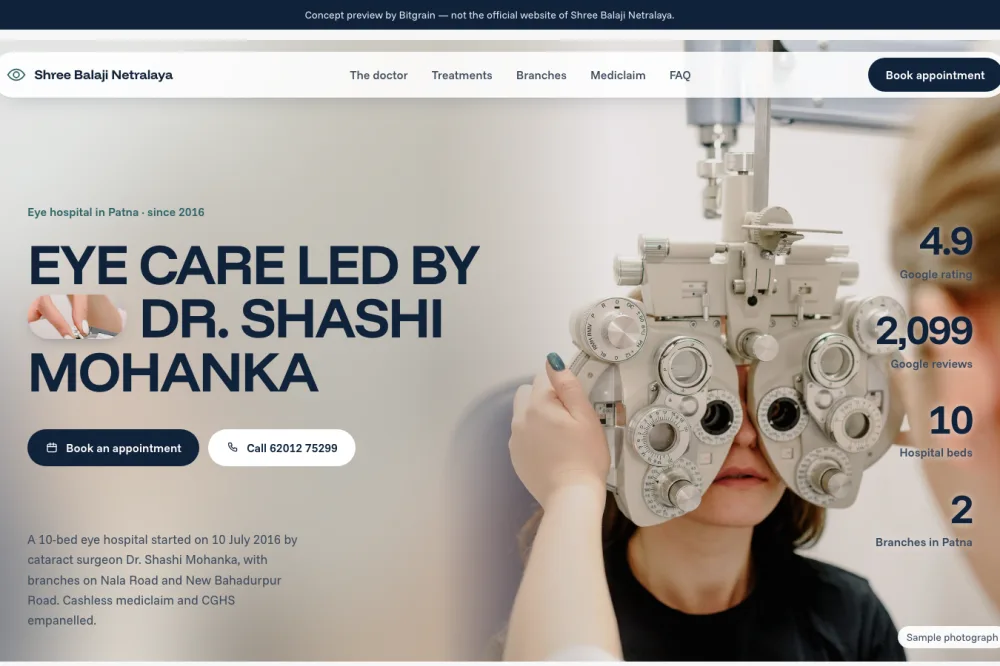 Concept preview by Bitgrain — not the official website of Shree Balaji Netralaya.
Shree Balaji Netralaya
The doctor
Treatments
Branches
Mediclaim
FAQ
Book appointment
Eye hospital in Patna · since 2016
EYE CARE LED BY
DR. SHASHI
MOHANKA
Book an appointment
Call 62012 75299
A 10-bed eye hospital started on 10 July 2016 by
cataract surgeon Dr. Shashi Mohanka, with
branches on Nala Road and New Bahadurpur
Road. Cashless mediclaim and CGHS
empanelled.
4.9
Google rating
2,099
Google reviews
10
Hospital beds
2
Branches in Patna
Sample photograph